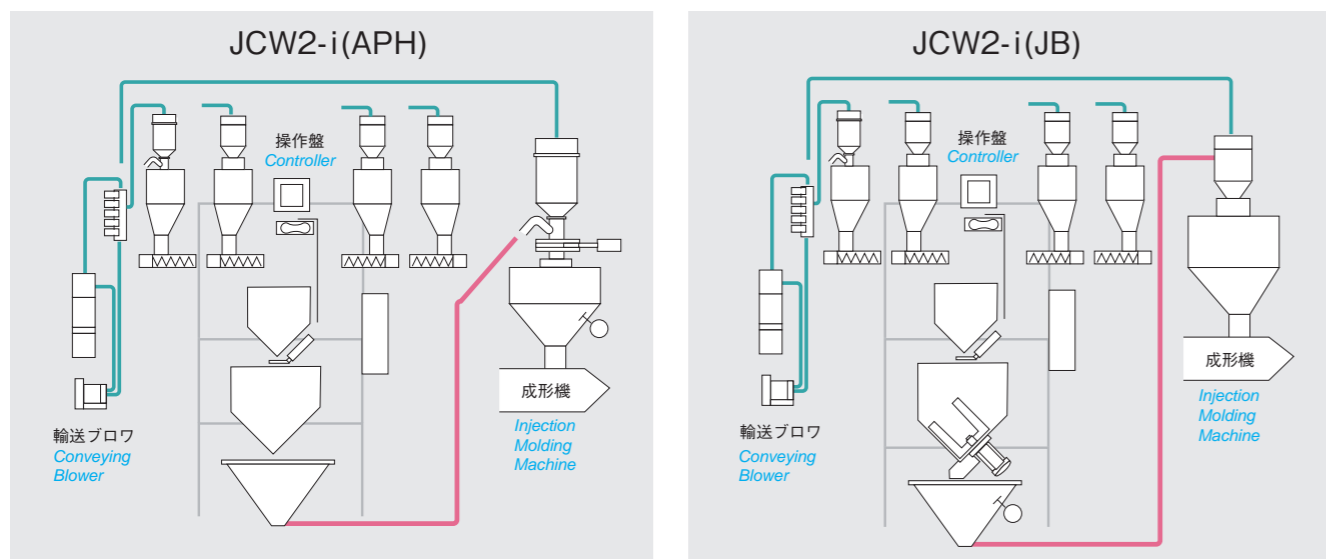 JCW2-i(APH)
操作盤
Controller
成形機
Injection
Molding
Machine
輸送ブロワ
Conveying
Blower
JCW2-i(JB)
操作盤
Controller
成形機
Injection
Molding
Machine
輸送ブロワ
Conveying
Blower